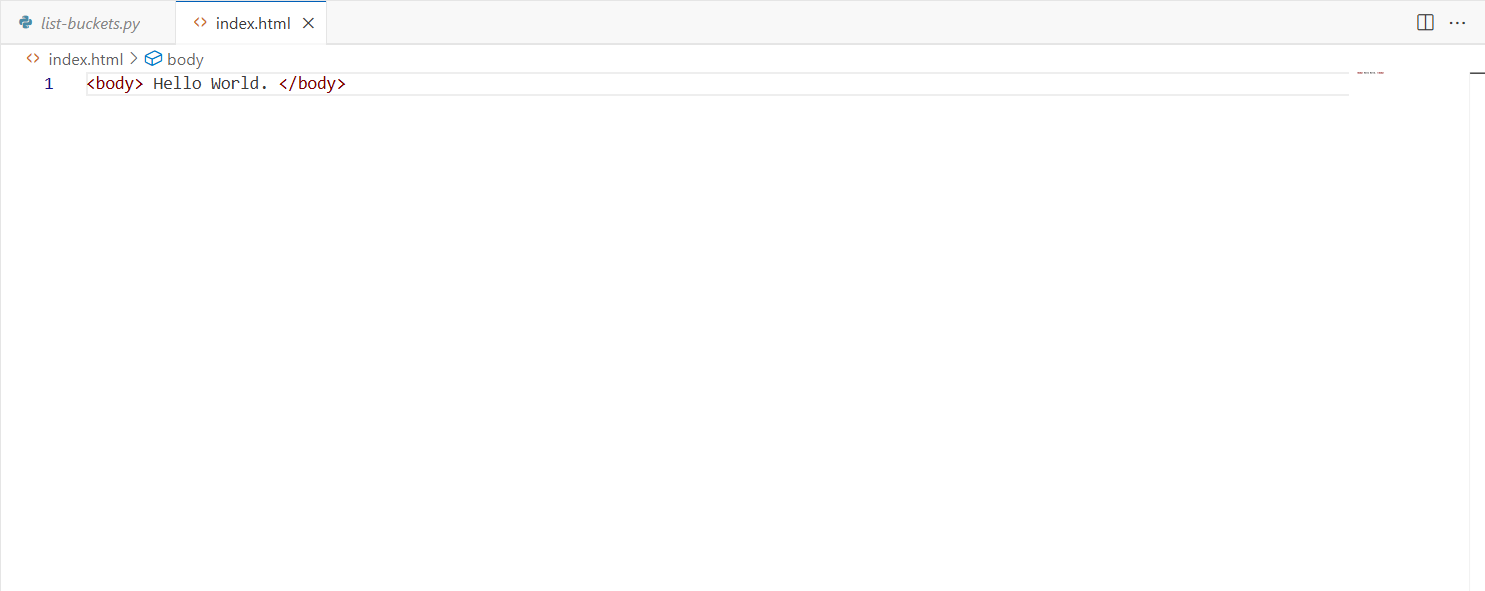 list-buckets.py
index.html
index.html > body
1 <body> Hello World. </body>